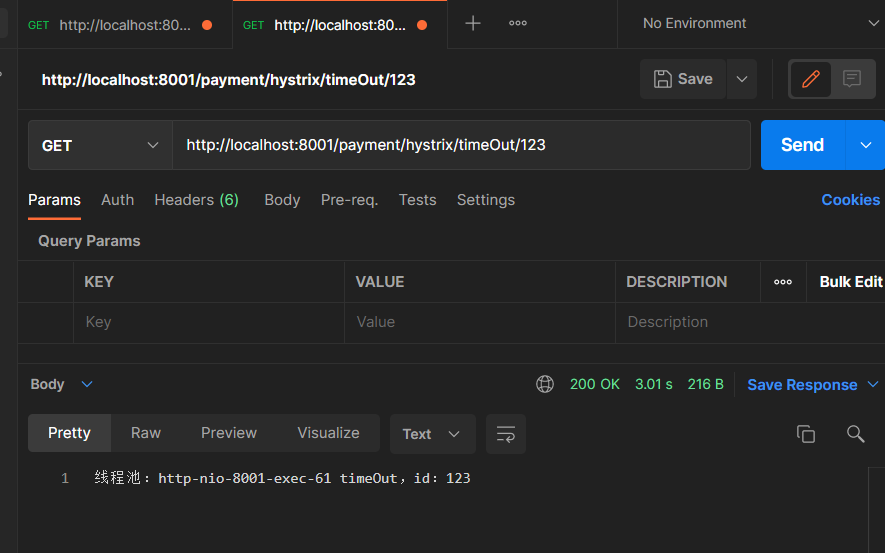 GET http://localhost:80... GET http://localhost:80... No Environment
http://localhost:8001/payment/hystrix/timeOut/123 Save
GET http://localhost:8001/payment/hystrix/timeOut/123 Send
Params Auth Headers (6) Body Pre-req. Tests Settings Cookies
Query Params
KEY VALUE DESCRIPTION Bulk Edit
Key Value Description
Body 200 OK 3.01 s 216 B Save Response
Pretty Raw Preview Visualize Text
1 线程池：http-nio-8001-exec-61 timeOut，id：123